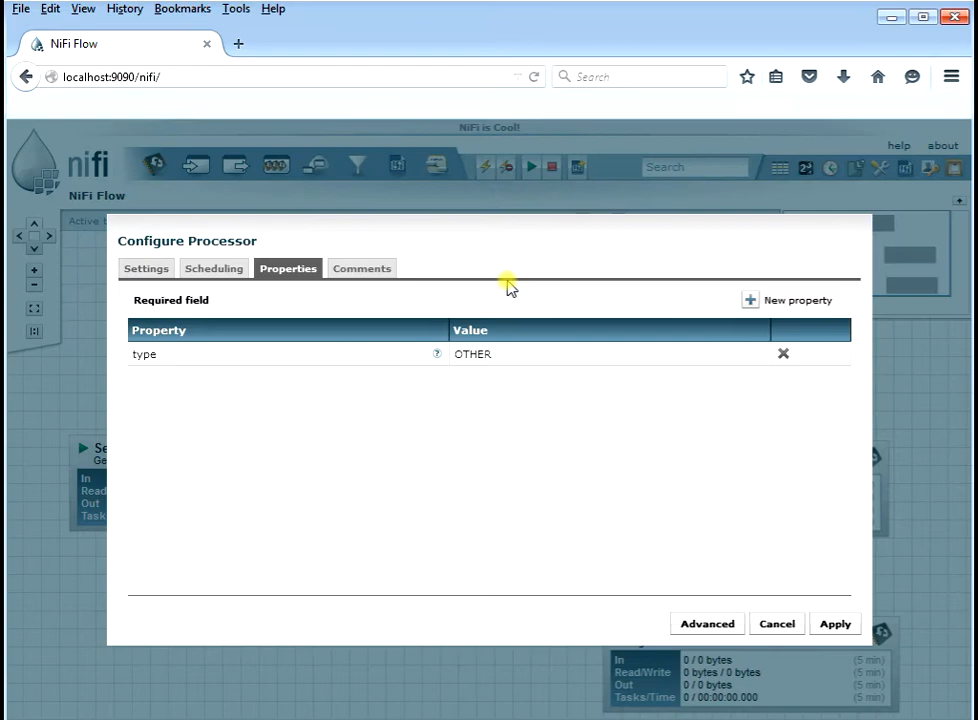 File Edit View History Bookmarks Tools Help
NiFi Flow
localhost:9090/nifi/
Search
NiFi is Cool!
nifi
Search
help about
NiFi Flow
Active t
Configure Processor
Settings Scheduling Properties Comments
Required field
New property
Property Value
type ? OTHER
Se
Ge
In
Read
Out
Task
Advanced Cancel Apply
In 0 / 0 bytes (5 min)
Read/Write 0 bytes / 0 bytes (5 min)
Out 0 / 0 bytes (5 min)
Tasks/Time 0 / 00:00:00.000 (5 min)